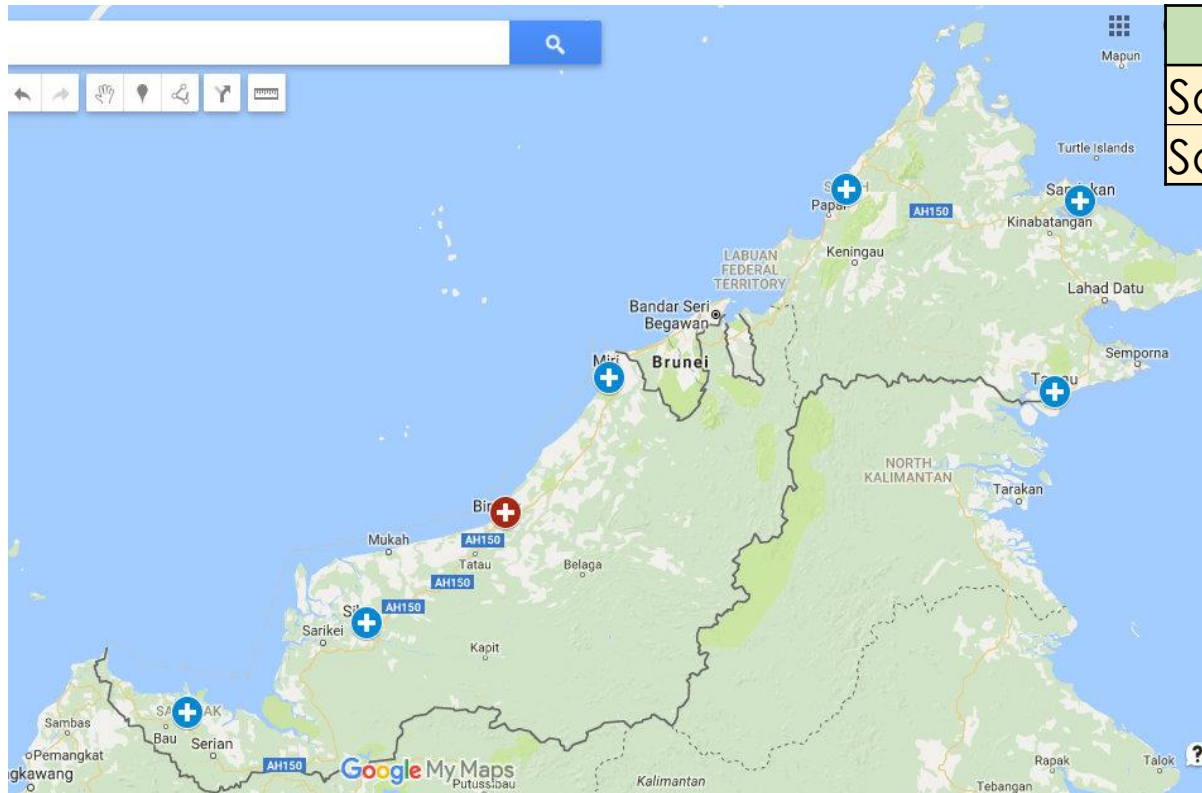 Mapun
Turtle Islands
AH150
Kinabatangan
Keningau
LABUAN
FEDERAL
TERRITORY
Lahad Datu
Bandar Seri
Begawan
Brunei
Semporna
NORTH
KALIMANTAN
Tarakan
Mukah
AH150
Tatau
Belaga
AH150
AH150
Sarikei
Kapit
Sambas
Bau
Serian
Pemangkat
AH150
Google My Maps
Putussibau
Kalimantan
Rapak
Talok
?
Tebangan